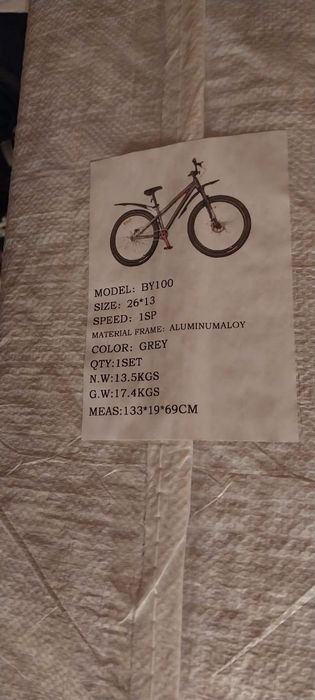 MODEL: BY100
SIZE: 26*13
SPEED: 1SP
MATERIAL FRAME: ALUMINUMALOY
COLOR: GREY
QTY:1SET
N.W:13.5KGS
G.W:17.4KGS
MEAS:133*19*69CM